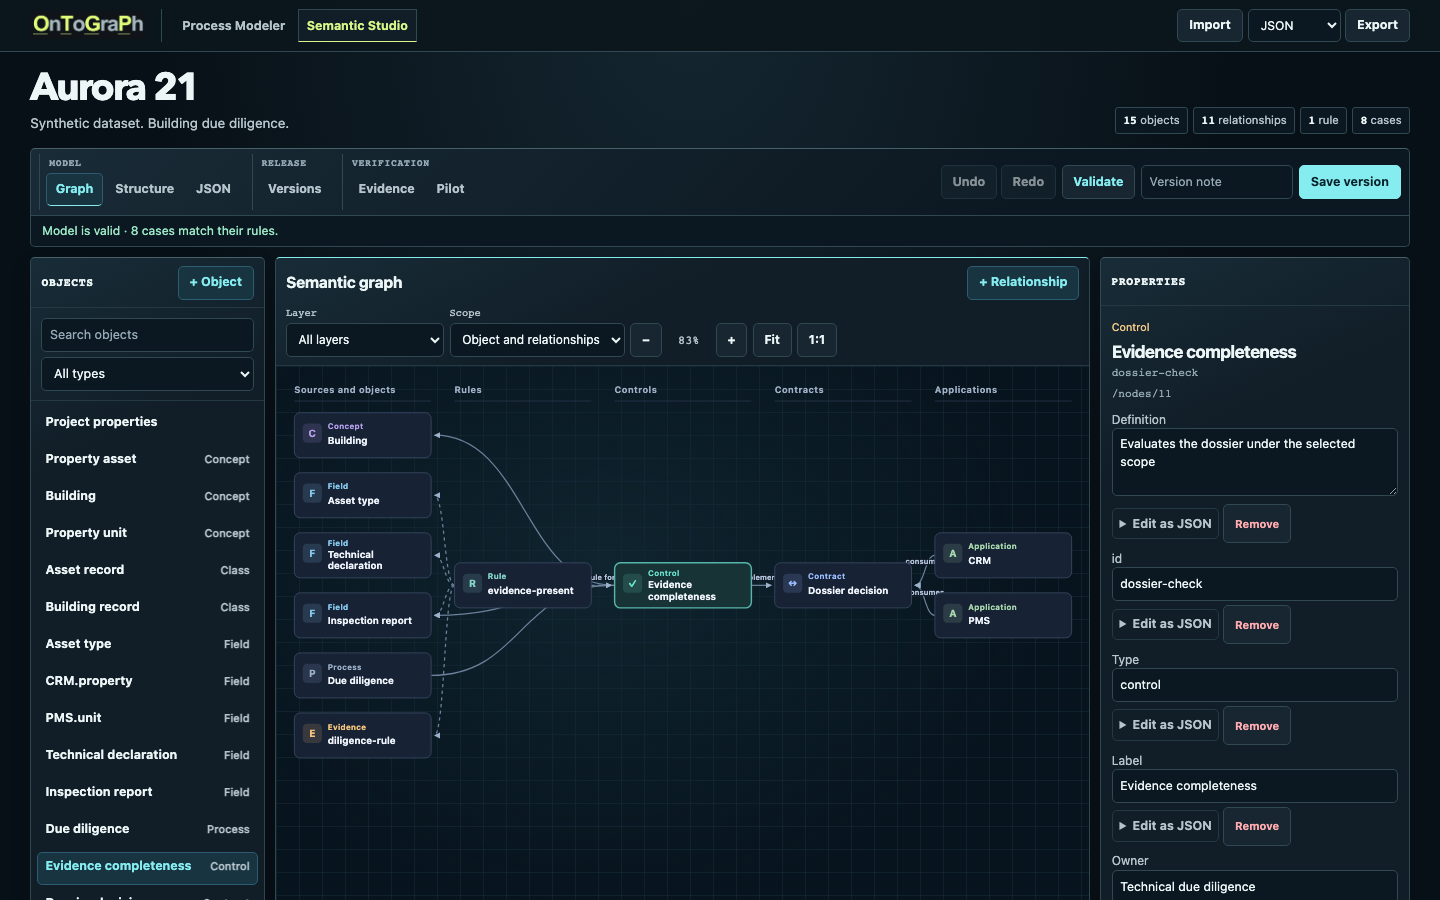 OnToGraPh
Process Modeler
Semantic Studio
Import
JSON
Export
Aurora 21
Synthetic dataset. Building due diligence.
15 objects
11 relationships
1 rule
8 cases
MODEL
RELEASE
VERIFICATION
Graph
Structure
JSON
Versions
Evidence
Pilot
Undo
Redo
Validate
Version note
Save version
Model is valid · 8 cases match their rules.
OBJECTS
+ Object
Search objects
All types
Project properties
Property asset Concept
Building Concept
Property unit Concept
Asset record Class
Building record Class
Asset type Field
CRM.property Field
PMS.unit Field
Technical declaration Field
Inspection report Field
Due diligence Process
Evidence completeness Control
Semantic graph
+ Relationship
Layer
Scope
All layers
Object and relationships
−
83%
+
Fit
1:1
Sources and objects
Rules
Controls
Contracts
Applications
C
Concept
Building
F
Field
Asset type
F
Field
Technical
declaration
F
Field
Inspection report
P
Process
Due diligence
E
Evidence
diligence-rule
R
Rule
evidence-present
Control
Evidence
completeness
Contract
Dossier decision
A
Application
CRM
A
Application
PMS
PROPERTIES
Control
Evidence completeness
dossier-check
/nodes/11
Definition
Evaluates the dossier under the selected
scope
Edit as JSON
Remove
id
dossier-check
Edit as JSON
Remove
Type
control
Edit as JSON
Remove
Label
Evidence completeness
Edit as JSON
Remove
Owner
Technical due diligence